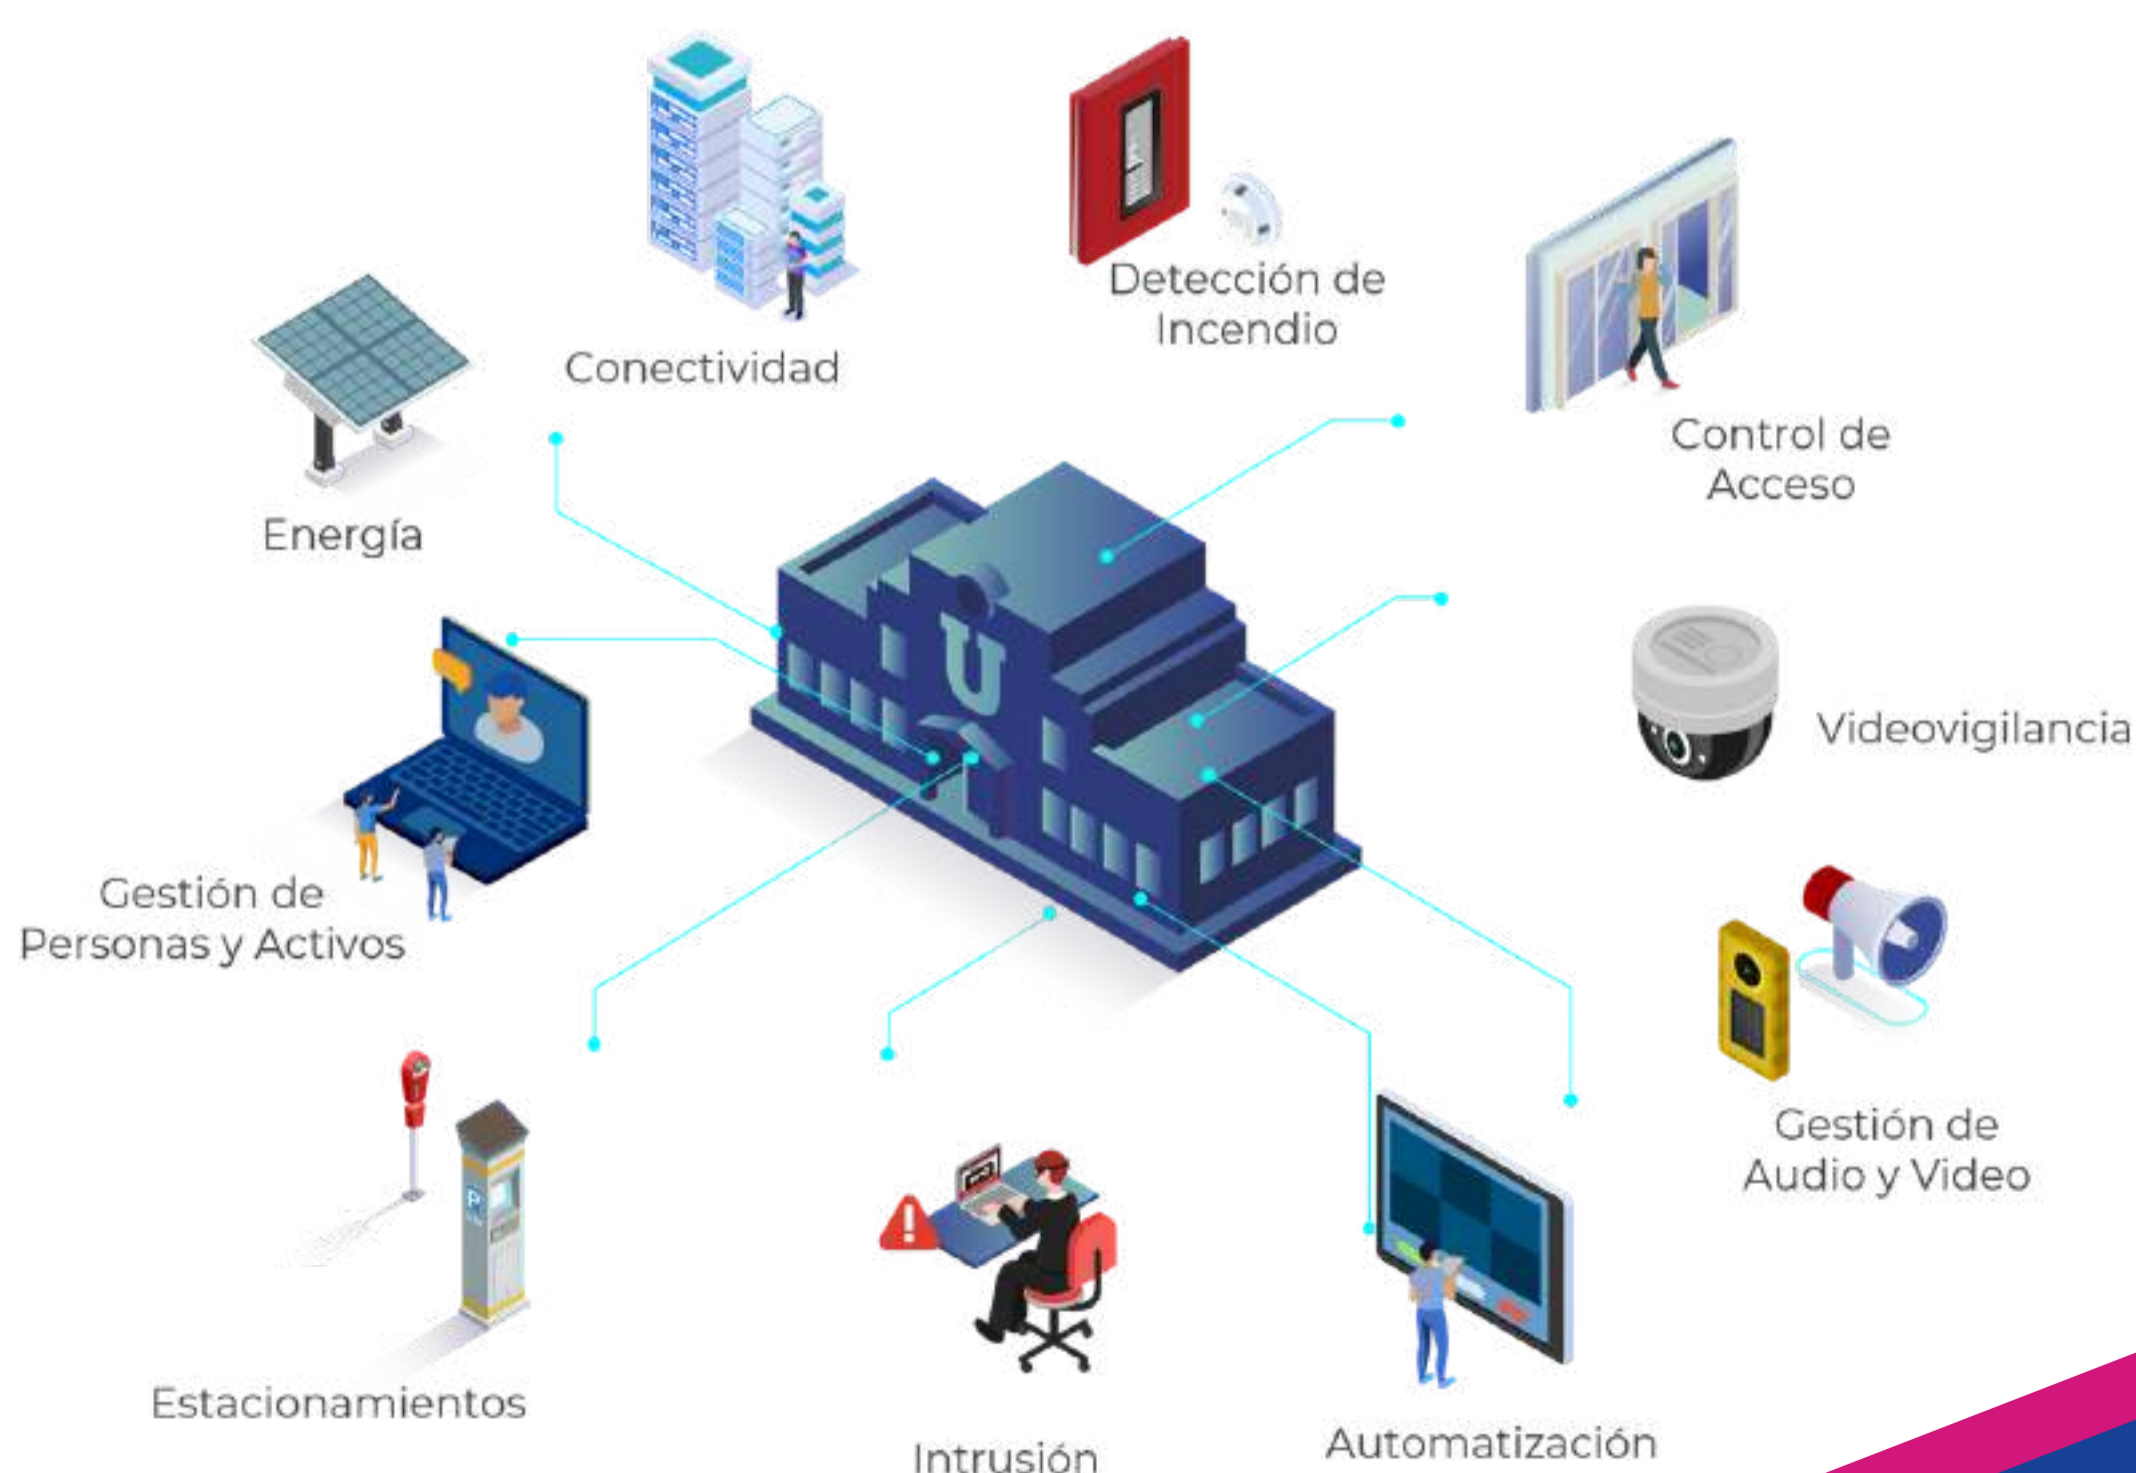 Conectividad
Detección de
Incendio
Control de
Acceso
Energía
U
Videovigilancia
Gestión de
Personas y Activos
Gestión de
Audio y Video
P
Estacionamientos
Intrusión
Automatización